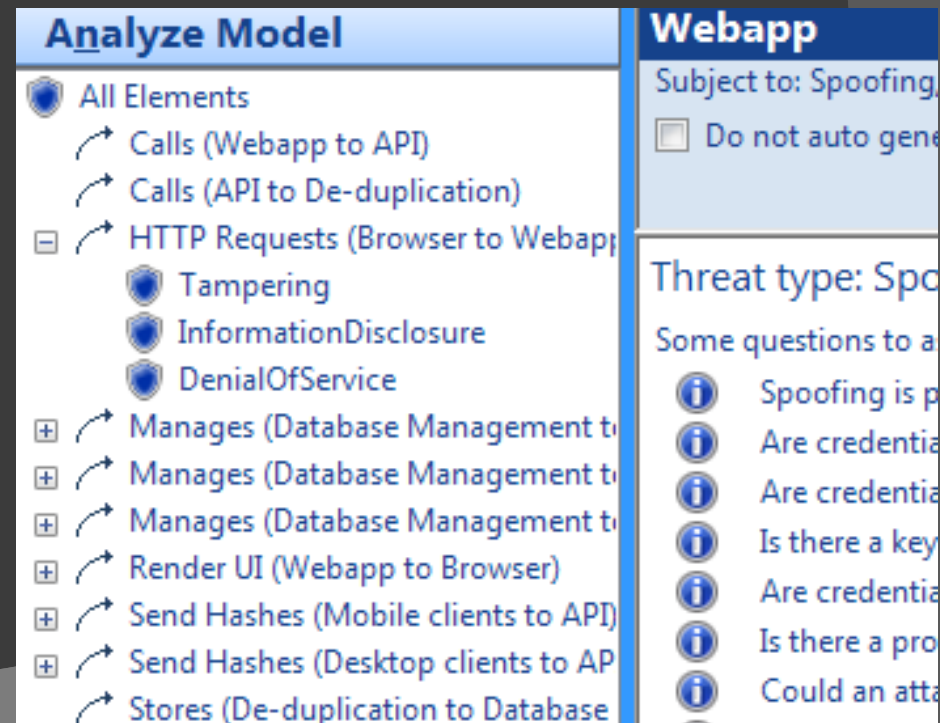 Analyze Model
All Elements
Calls (Webapp to API)
Calls (API to De-duplication)
HTTP Requests (Browser to Webapp
Tampering
InformationDisclosure
DenialOfService
Manages (Database Management
Manages (Database Management
Manages (Database Management
Render UI (Webapp to Browser)
Send Hashes (Mobile clients to API)
Send Hashes (Desktop clients to AP
Stores (De-duplication to Database
Webapp
Subject to: Spoofing,
Do not auto gene
Threat type: Spo
Some questions to a
Spoofing is p
Are credentia
Are credentia
Is there a key
Are credentia
Is there a pro
Could an atta